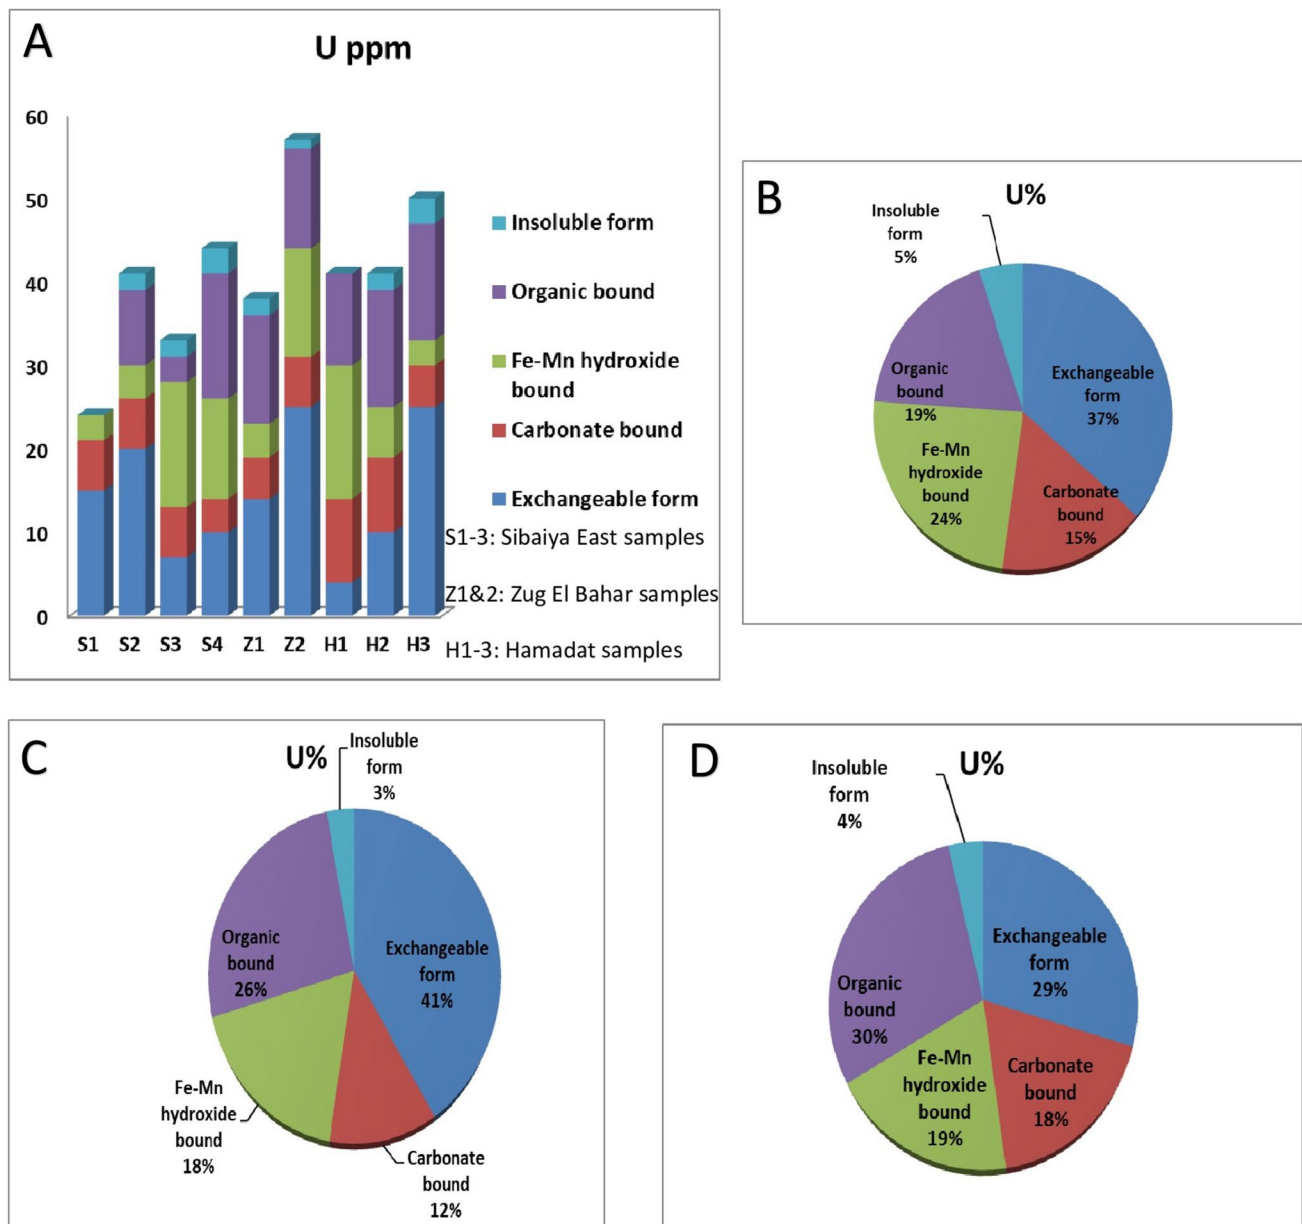 A
U ppm
60
50
40
30
20
10
0
S1 S2 S3 S4 Z1 Z2 H1 H2 H3
Insoluble form
Organic bound
Fe-Mn hydroxide
bound
Carbonate bound
Exchangeable form
S1-3: Sibaiya East samples
Z1&2: Zug El Bahar samples
H1-3: Hamadat samples
B
U%
Insoluble
form
5%
Exchangeable
form
37%
Organic
bound
19%
Fe-Mn
hydroxide
bound
24%
Carbonate
bound
15%
C
U%
Insoluble
form
3%
Organic
bound
26%
Exchangeable
form
41%
Fe-Mn
hydroxide
bound
18%
Carbonate
bound
12%
D
U%
Insoluble
form
4%
Exchangeable
form
29%
Organic
bound
30%
Fe-Mn
hydroxide
bound
19%
Carbonate
bound
18%